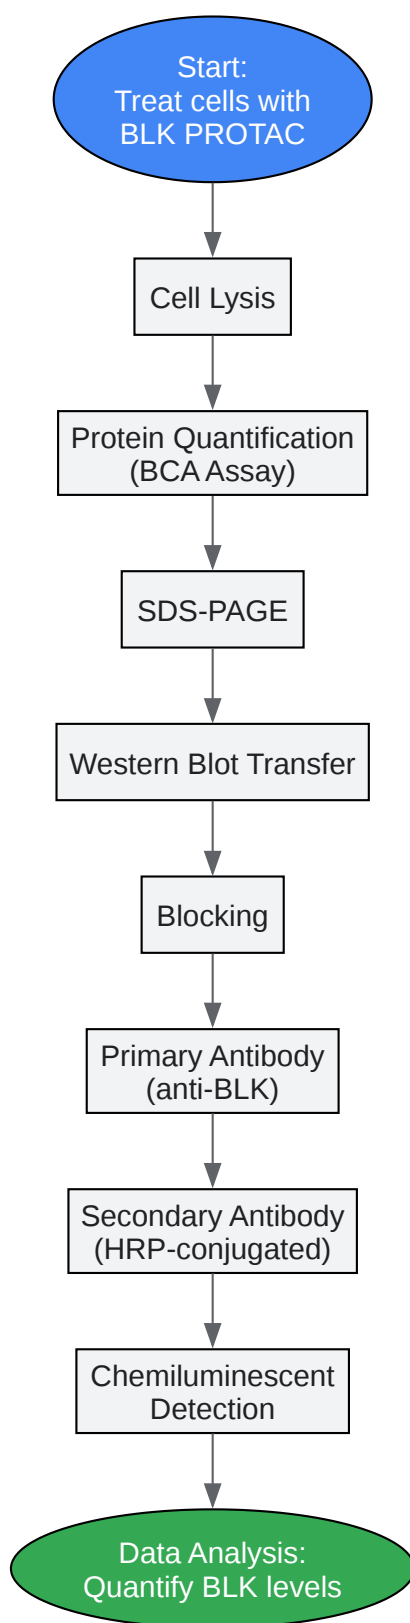 Start:
Treat cells with
BLK PROTAC
Cell Lysis
Protein Quantification
(BCA Assay)
SDS-PAGE
Western Blot Transfer
Blocking
Primary Antibody
(anti-BLK)
Secondary Antibody
(HRP-conjugated)
Chemiluminescent
Detection
Data Analysis:
Quantify BLK levels